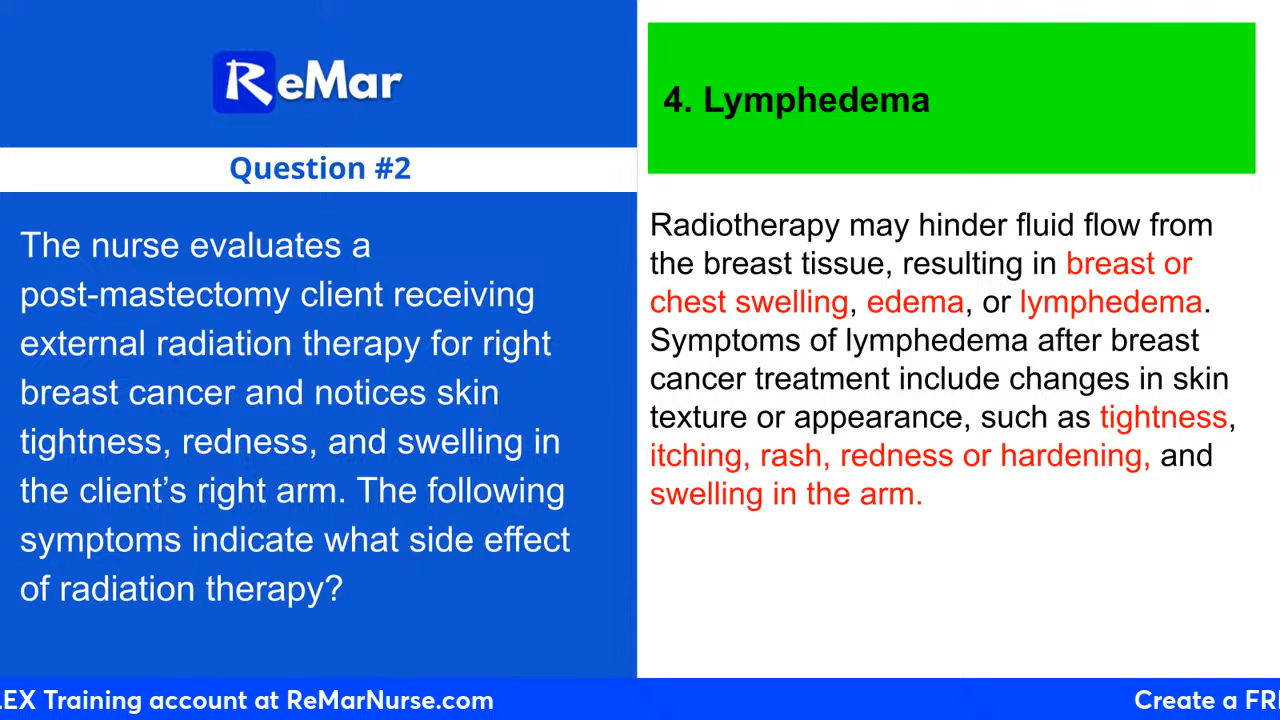 ReMar
Question #2
The nurse evaluates a
post-mastectomy client receiving
external radiation therapy for right
breast cancer and notices skin
tightness, redness, and swelling in
the client's right arm. The following
symptoms indicate what side effect
of radiation therapy?
4. Lymphedema
Radiotherapy may hinder fluid flow from
the breast tissue, resulting in breast or
chest swelling, edema, or lymphedema.
Symptoms of lymphedema after breast
cancer treatment include changes in skin
texture or appearance, such as tightness,
itching, rash, redness or hardening, and
swelling in the arm.
Training account at ReMarNurse.com
Create a